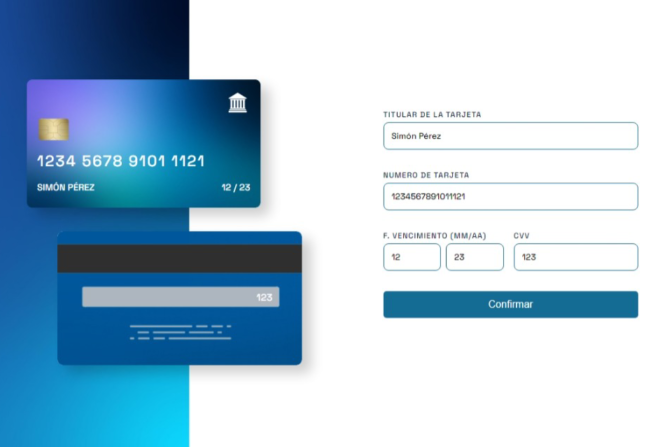 1234 5678 9101 1121
SIMÓN PÉREZ 12 / 23
123
TITULAR DE LA TARJETA
Simón Pérez
NUMERO DE TARJETA
1234567891011121
F. VENCIMIENTO (MM/AA) CVV
12 23 123
Confirmar